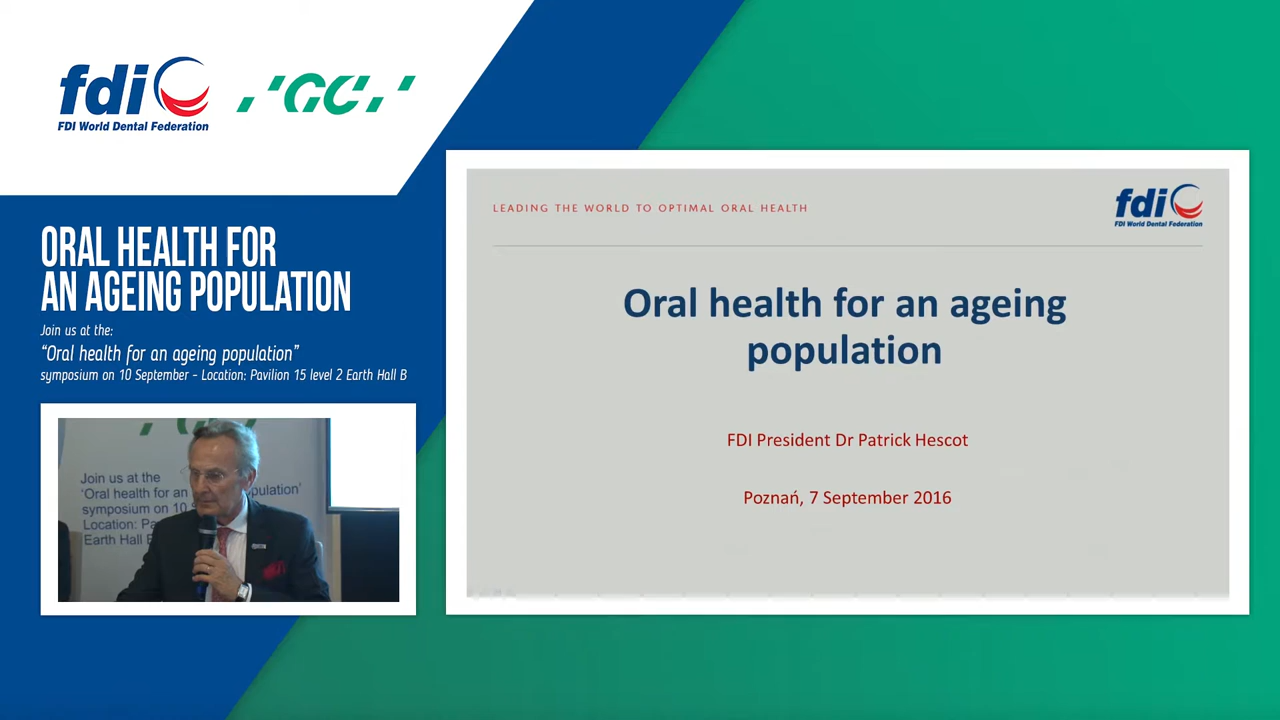 fdi
FDI World Dental Federation
GC
ORAL HEALTH FOR
AN AGEING POPULATION
Join us at the:
“Oral health for an ageing population”
symposium on 10 September - Location: Pavilion 15 level 2 Earth Hall B
Join us at the
‘Oral health for an population’
symposium on 10
Location:
Earth Hall
LEADING THE WORLD TO OPTIMAL ORAL HEALTH
fdi
FDI World Dental Federation
Oral health for an ageing
population
FDI President Dr Patrick Hescot
Poznań, 7 September 2016